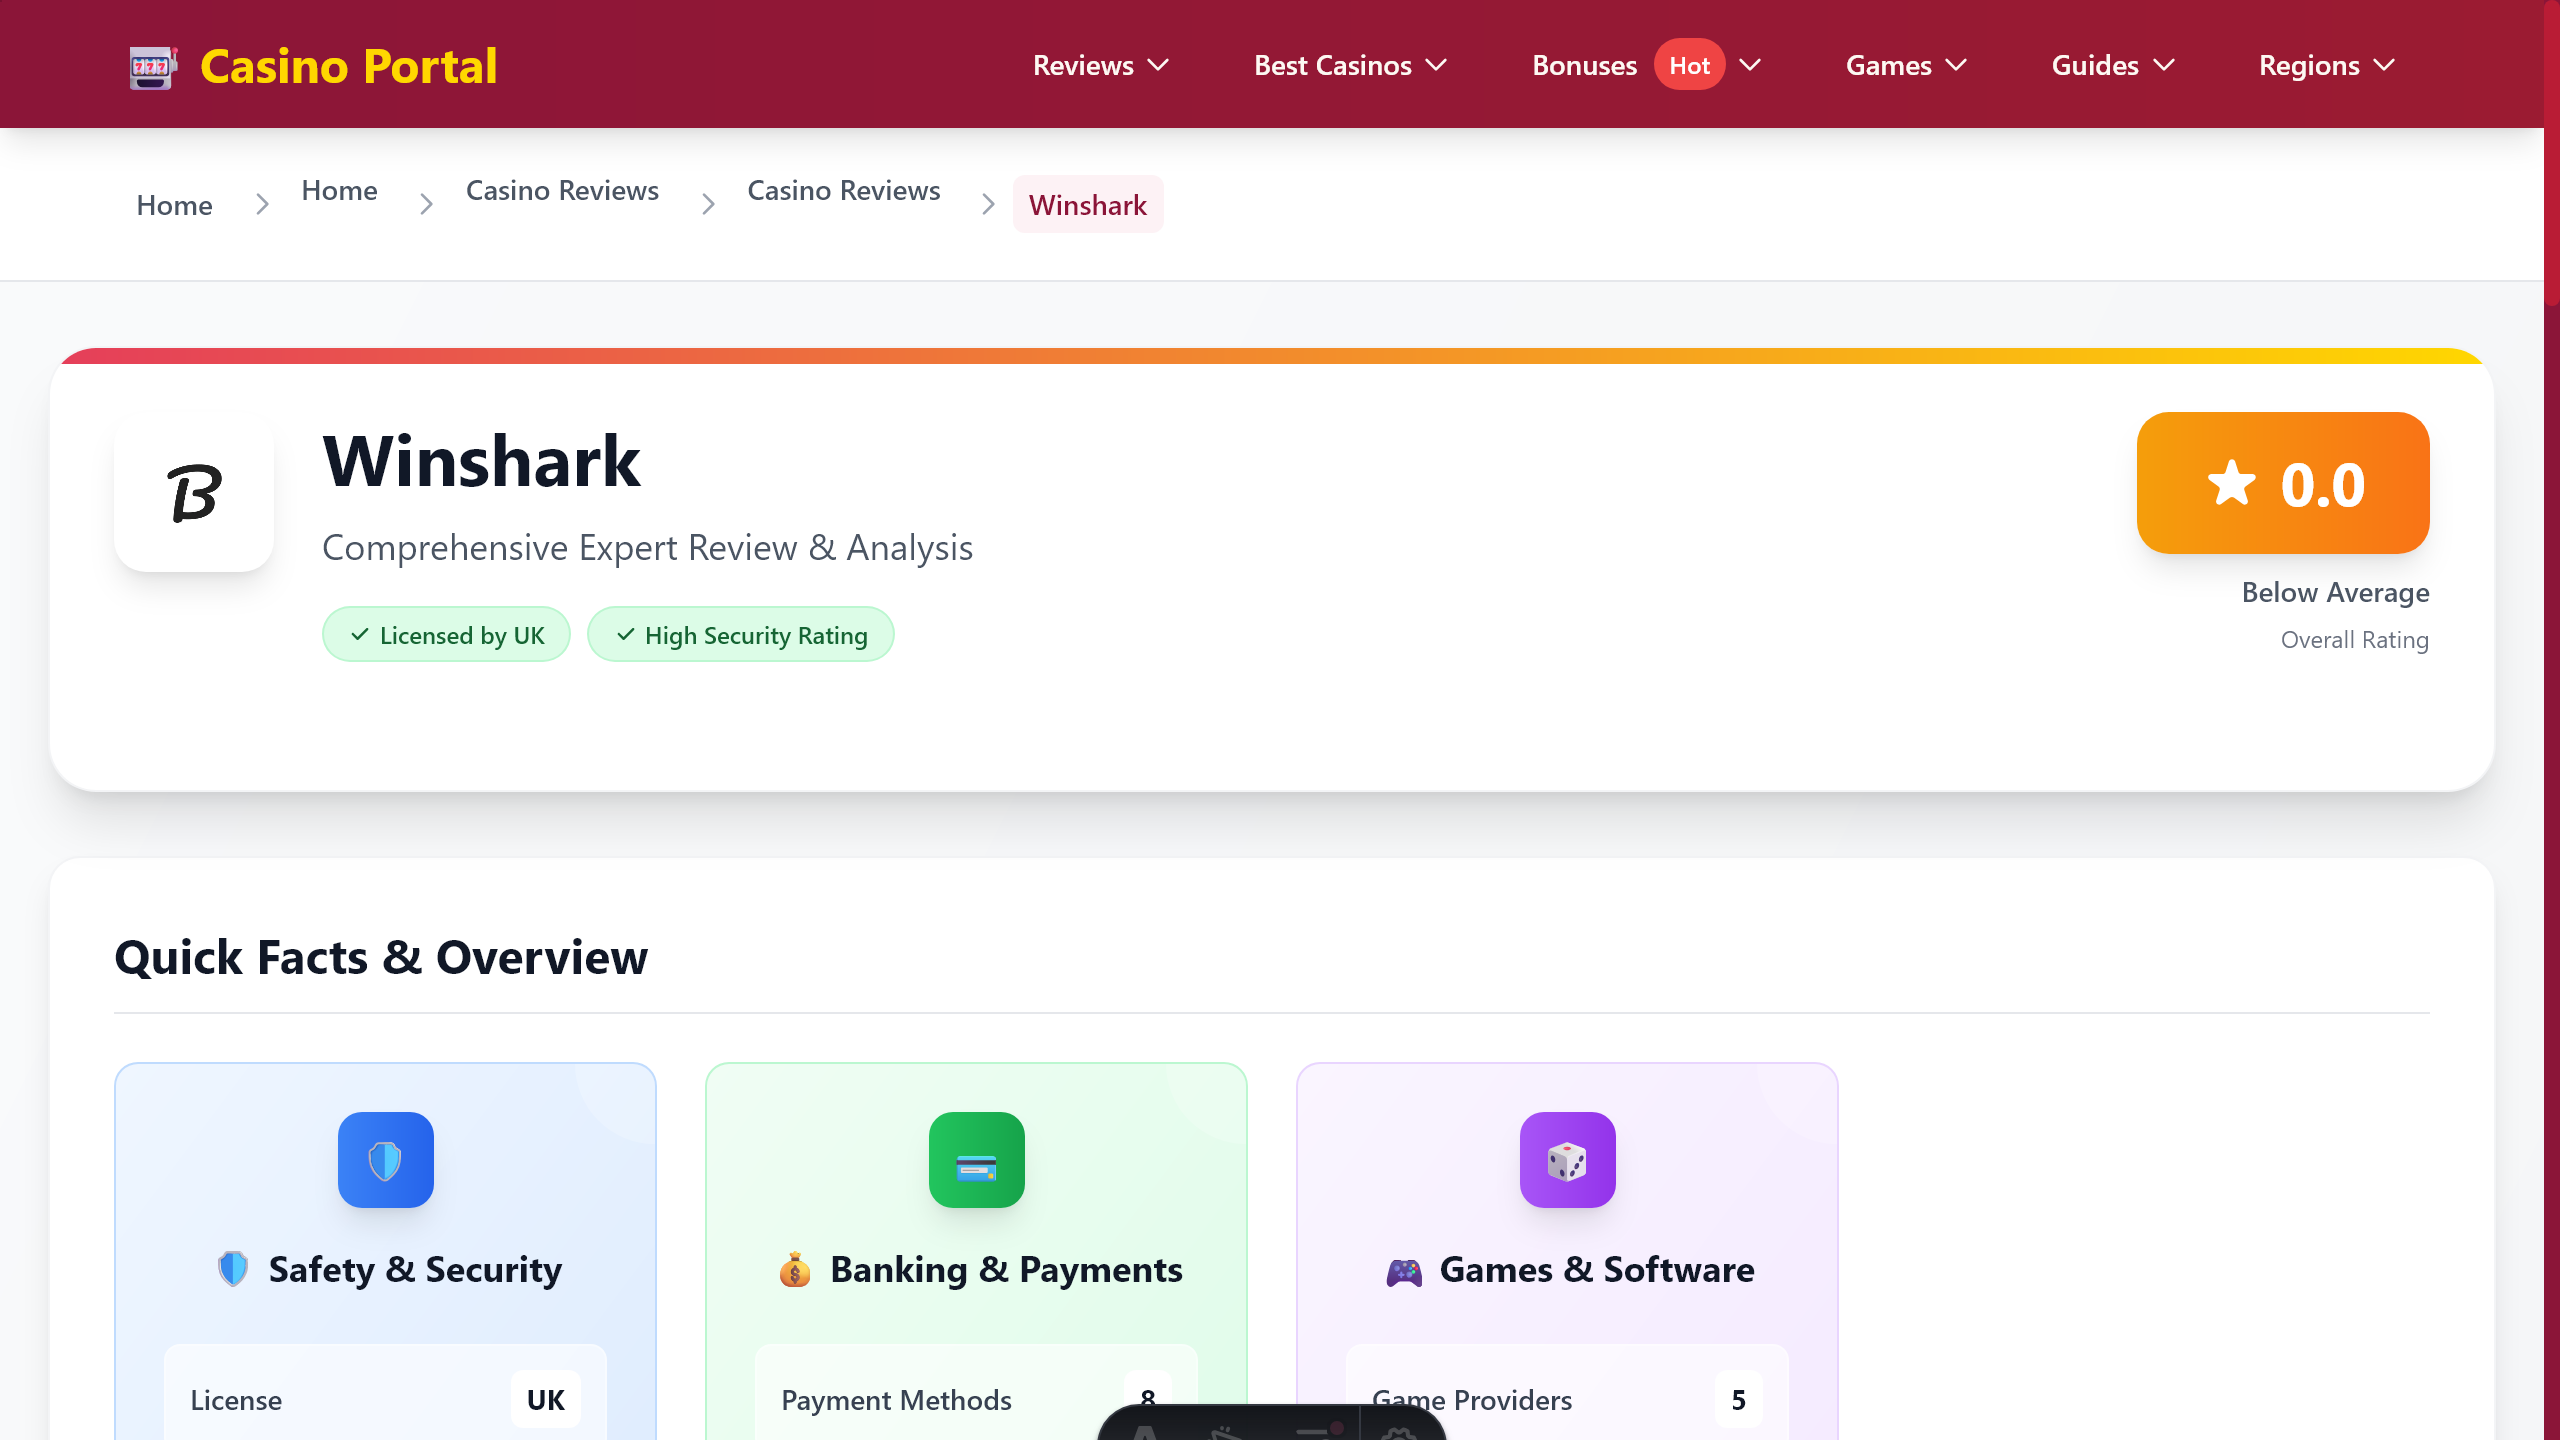 Casino Portal
Reviews
Best Casinos
Bonuses Hot
Games
Guides
Regions
Home
Home
Casino Reviews
Casino Reviews
Winshark
B
Winshark
Comprehensive Expert Review & Analysis
Licensed by UK
High Security Rating
0.0
Below Average
Overall Rating
Quick Facts & Overview
Safety & Security
License UK
Banking & Payments
Payment Methods 8
Games & Software
Game Providers 5